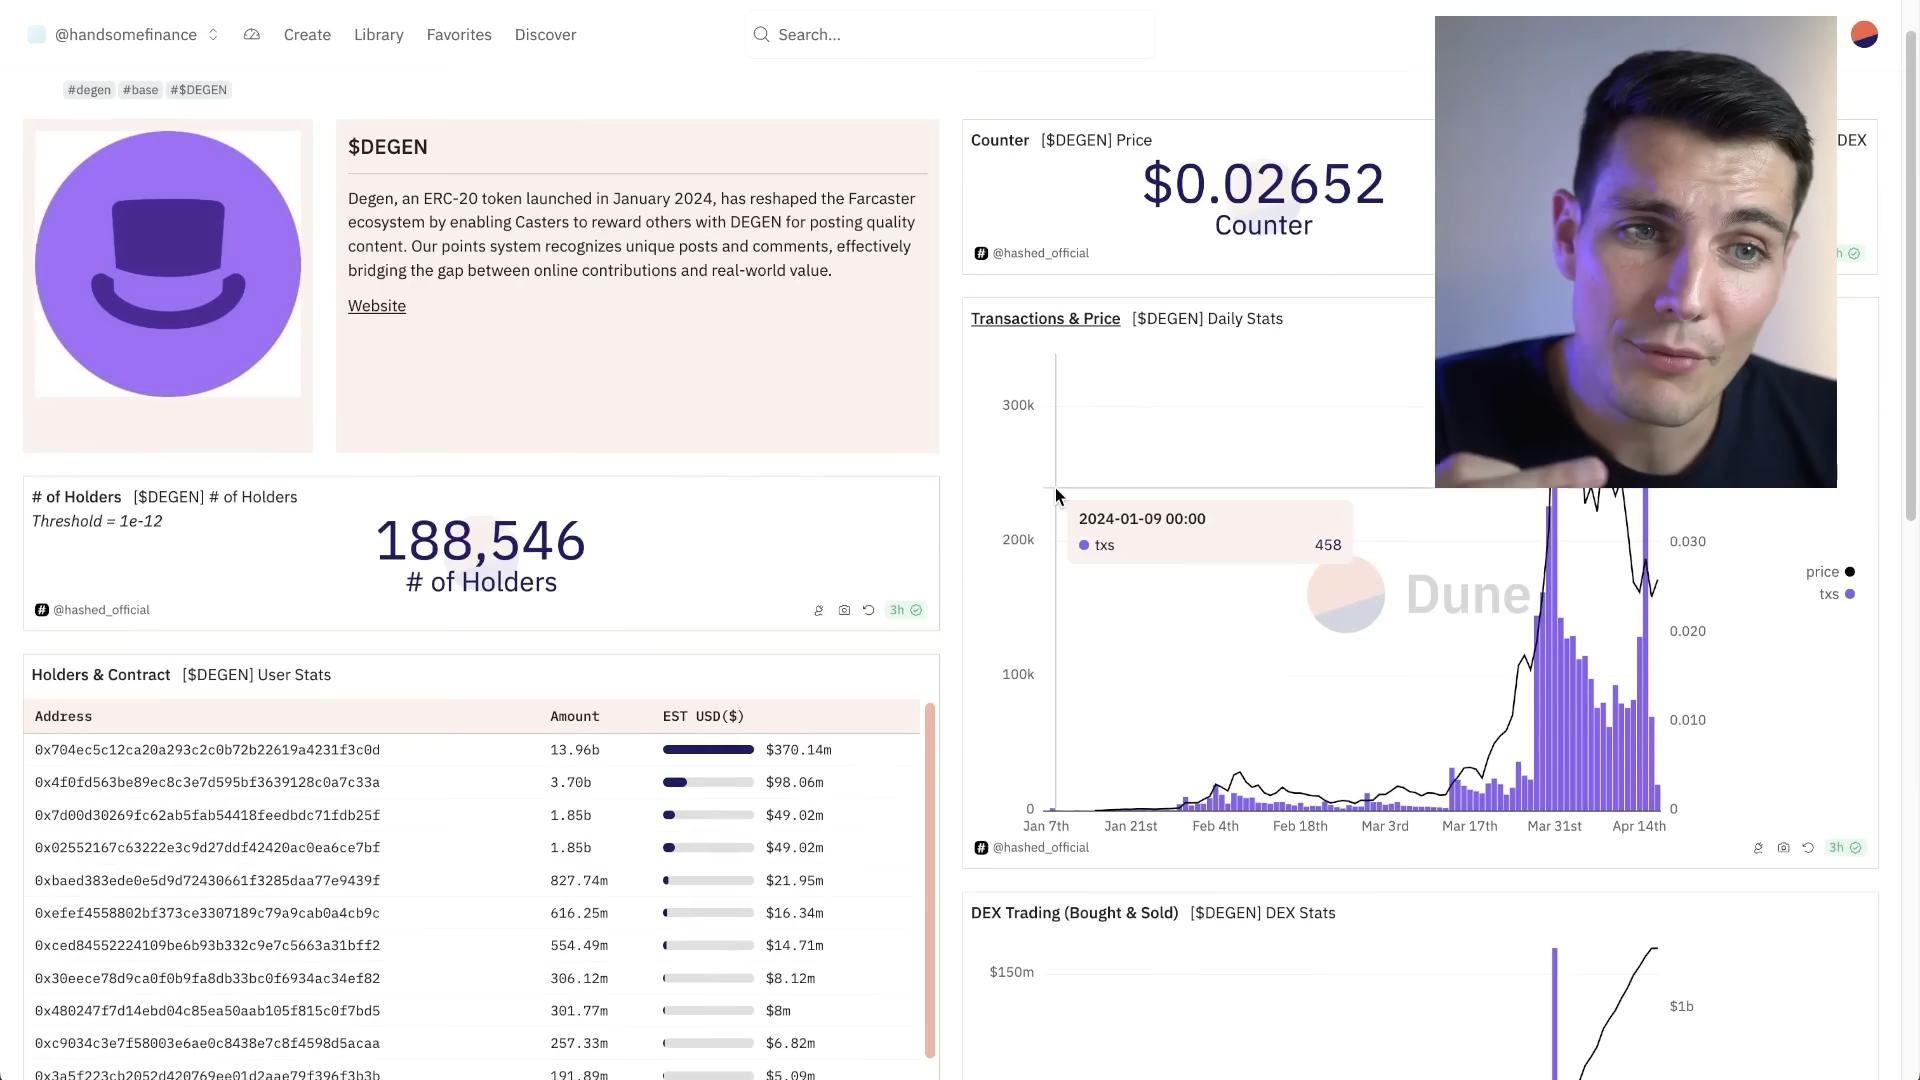 @handsomefinance
Create
Library
Favorites
Discover
Search...
#degen #base #$DEGEN
$DEGEN
Degen, an ERC-20 token launched in January 2024, has reshaped the Farcaster
ecosystem by enabling Casters to reward others with DEGEN for posting quality
content. Our points system recognizes unique posts and comments, effectively
bridging the gap between online contributions and real-world value.
Website
# of Holders [$DEGEN] # of Holders
Threshold = 1e-12
188,546
# of Holders
@hashed_official
3h
Holders & Contract [$DEGEN] User Stats
Address Amount EST USD($)
0x704ec5c12ca20a293c2c0b72b22619a4231f3c0d 13.96b $370.14m
0x4f0fd563be89ec8c3e7d595bf3639128c0a7c33a 3.70b $98.06m
0x7d00d30269fc62ab5fab54418feedbdc71fdb25f 1.85b $49.02m
0x02552167c63222e3c9d27ddf42420ac0ea6ce7bf 1.85b $49.02m
0xbaed383ede0e5d9d72430661f3285daa77e9439f 827.74m $21.95m
0xefef4558802bf373ce3307189c79a9cab0a4cb9c 616.25m $16.34m
0xced84552224109be6b93b332c9e7c5663a31bff2 554.49m $14.71m
0x30eece78d9ca0f0b9fa8db33bc0f6934ac34ef82 306.12m $8.12m
0x480247f7d14ebd04c85ea50aab105f815c0f7bd5 301.77m $8m
0xc9034c3e7f58003e6ae0c8438e7c8f4598d5acaa 257.33m $6.82m
0x3a5f223cb2052d420769ee01d2aae79f396f3b3b 191.89m $5.09m
Counter [$DEGEN] Price
$0.02652
Counter
@hashed_official
DEX
h
Transactions & Price [$DEGEN] Daily Stats
300k
200k
100k
0
2024-01-09 00:00
txs 458
Dune
0.030
0.020
0.010
0
price
txs
Jan 7th Jan 21st Feb 4th Feb 18th Mar 3rd Mar 17th Mar 31st Apr 14th
@hashed_official
3h
DEX Trading (Bought & Sold) [$DEGEN] DEX Stats
$150m
$1b